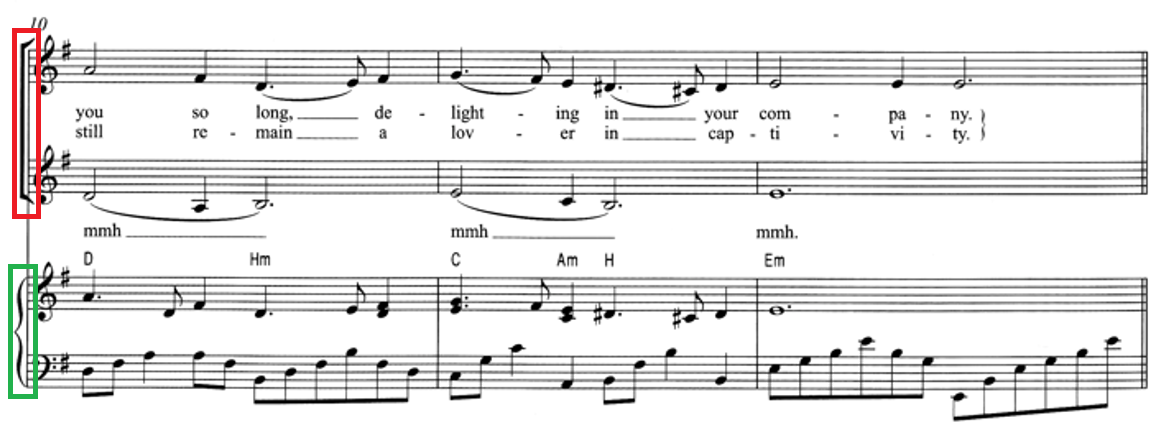 10
you so long, de - light - ing in your com - pa - ny. }
still re - main a lov - er in cap - ti - vi - ty. }
mmh mmh mmh.
D Hm C Am H Em